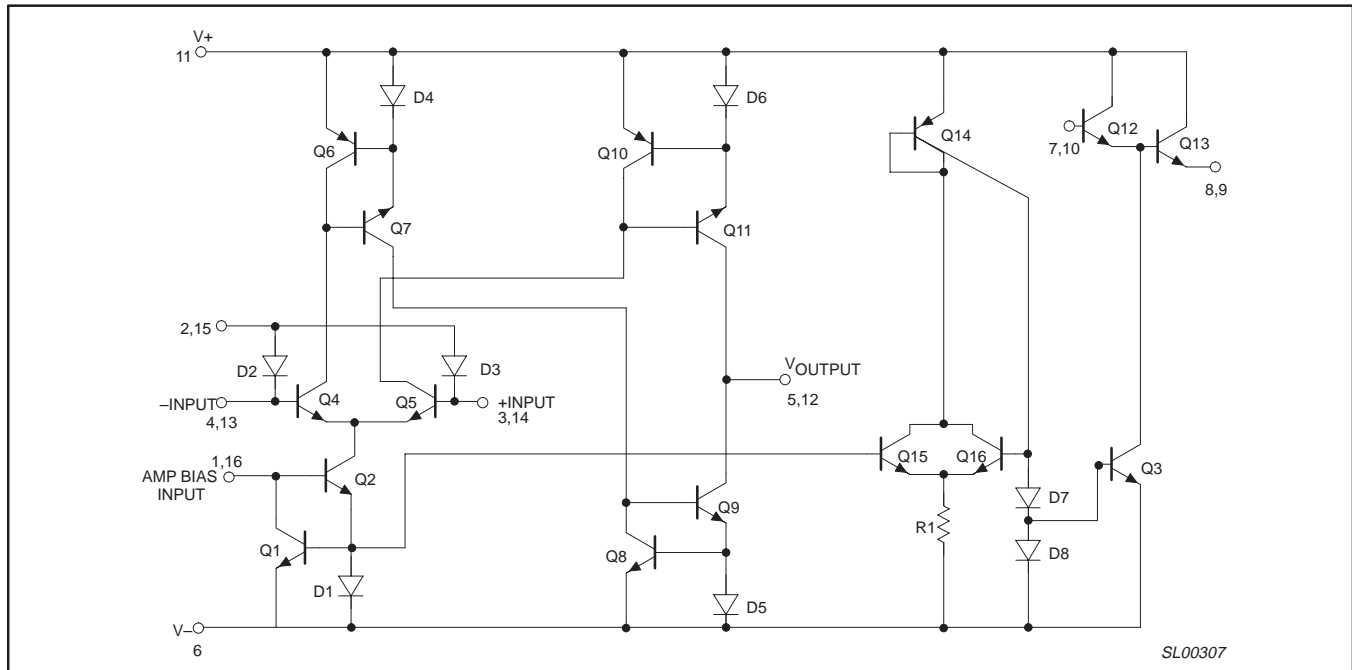 V+
11
D4
D6
Q6
Q10
Q14
Q12
Q13
7,10
8,9
Q7
Q11
2,15
D2
D3
VOUTPUT
5,12
–INPUT
4,13
Q4
Q5
+INPUT
3,14
Q15
Q16
Q3
1,16
AMP BIAS
INPUT
Q2
D7
Q9
R1
Q1
Q8
D8
D1
D5
V–
6
SL00307